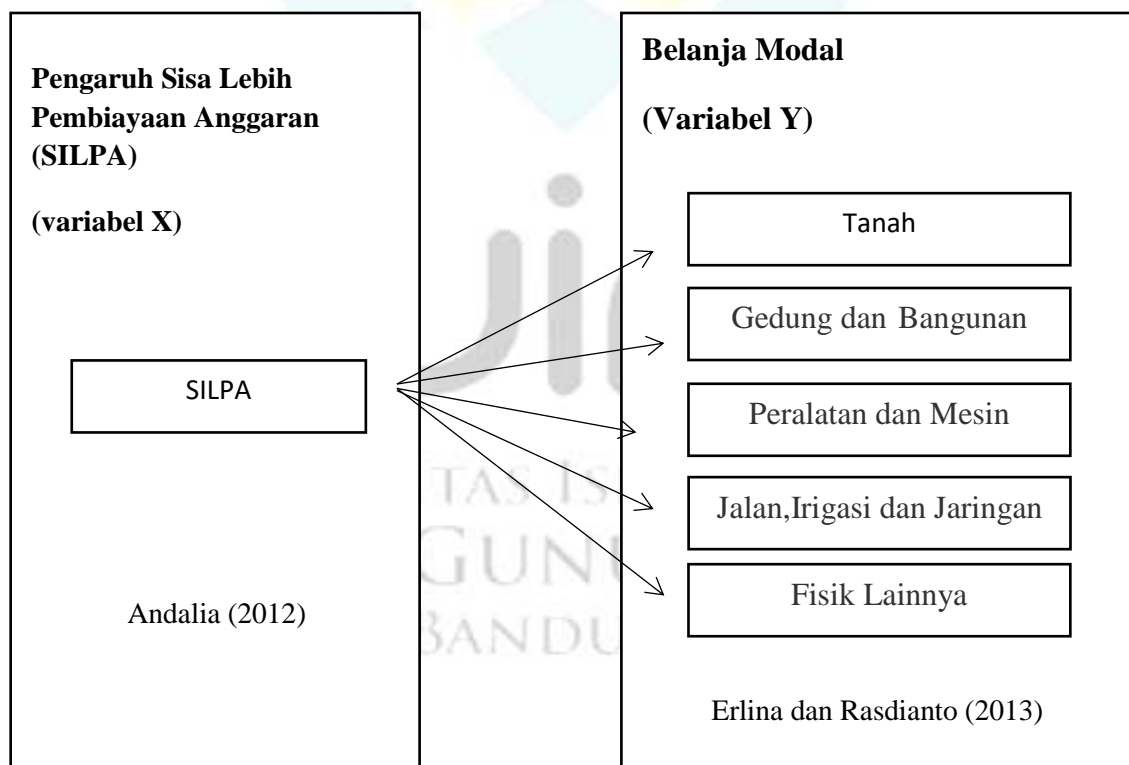 Pengaruh Sisa Lebih
Pembiayaan Anggaran
(SILPA)
(variabel X)
SILPA
Andalia (2012)
Belanja Modal
(Variabel Y)
Tanah
Gedung dan Bangunan
Peralatan dan Mesin
Jalan,Irigasi dan Jaringan
Fisik Lainnya
Erlina dan Rasdianto (2013)